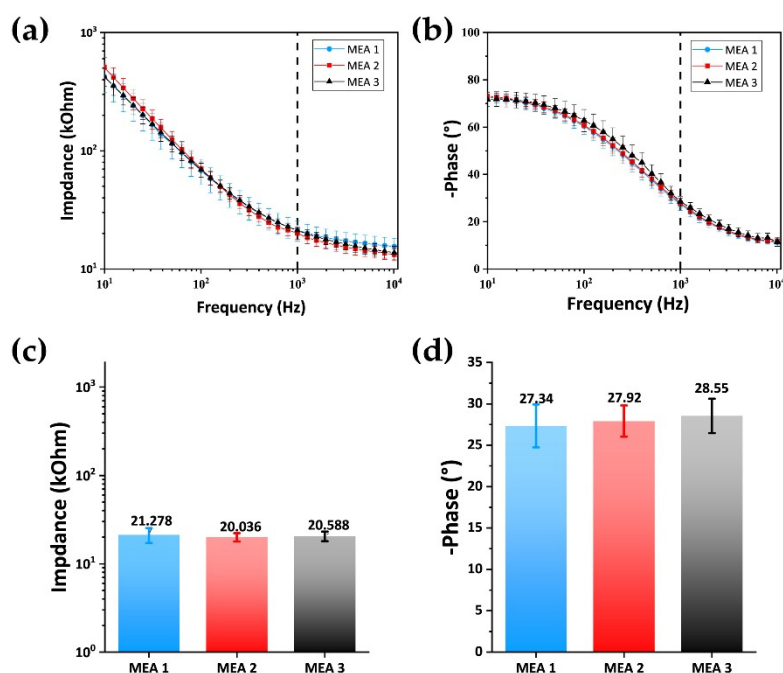 (a)
10³
10²
10¹
Impdance (kOhm)
MEA 1
MEA 2
MEA 3
10¹ 10² 10³ 10⁴
Frequency (Hz)
(b)
100
80
60
40
20
0
-Phase (°)
MEA 1
MEA 2
MEA 3
10¹ 10² 10³ 10⁴
Frequency (Hz)
(c)
10³
10²
10¹
10⁰
Impdance (kOhm)
21.278 20.036 20.588
MEA 1 MEA 2 MEA 3
(d)
35
30
25
20
15
10
5
0
-Phase (°)
27.34 27.92 28.55
MEA 1 MEA 2 MEA 3